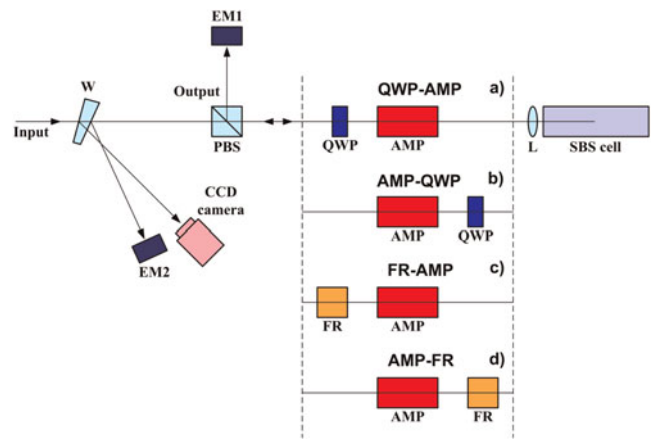 EM1
W
Output
Input
PBS
CCD
camera
EM2
QWP-AMP
a)
QWP
AMP
L
SBS cell
AMP-QWP
b)
AMP
QWP
FR-AMP
c)
FR
AMP
AMP-FR
d)
AMP
FR